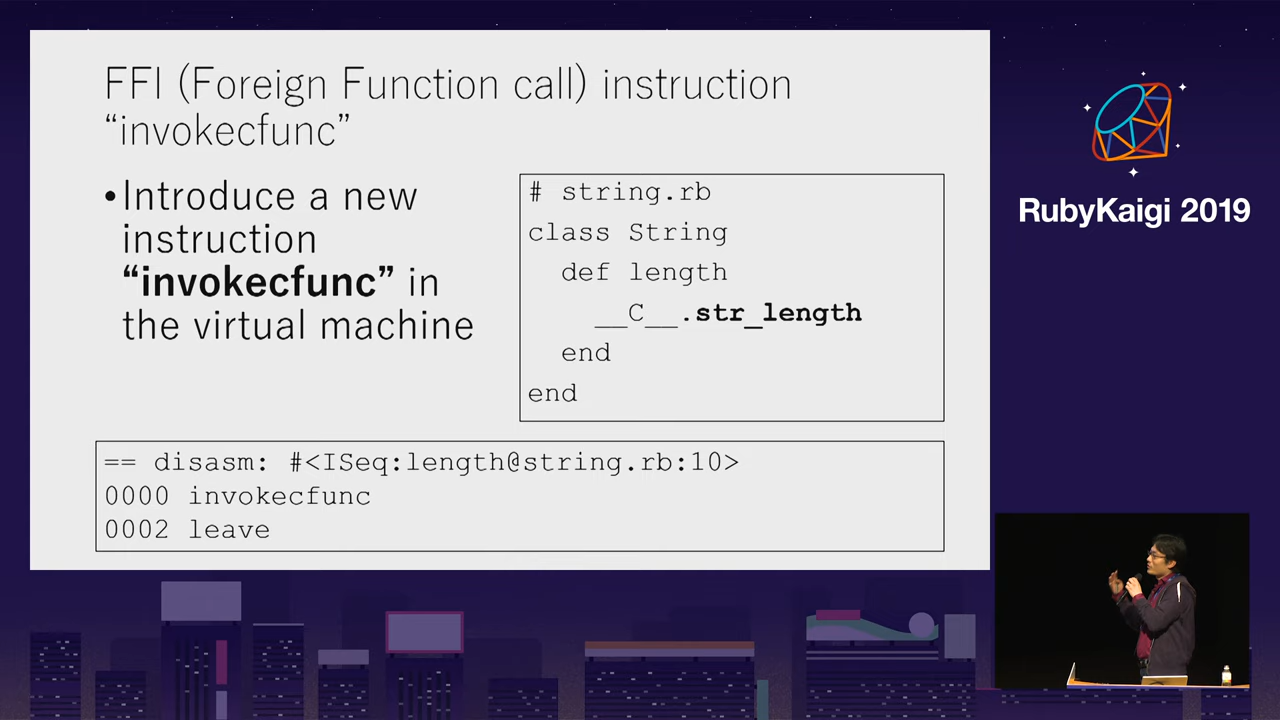 FFI (Foreign Function call) instruction
“invokecfunc”
•Introduce a new
instruction
“invokecfunc” in
the virtual machine
# string.rb
class String
def length
__C__.str_length
end
end
== disasm: #<ISeq:length@string.rb:10>
0000 invokecfunc
0002 leave
RubyKaigi 2019